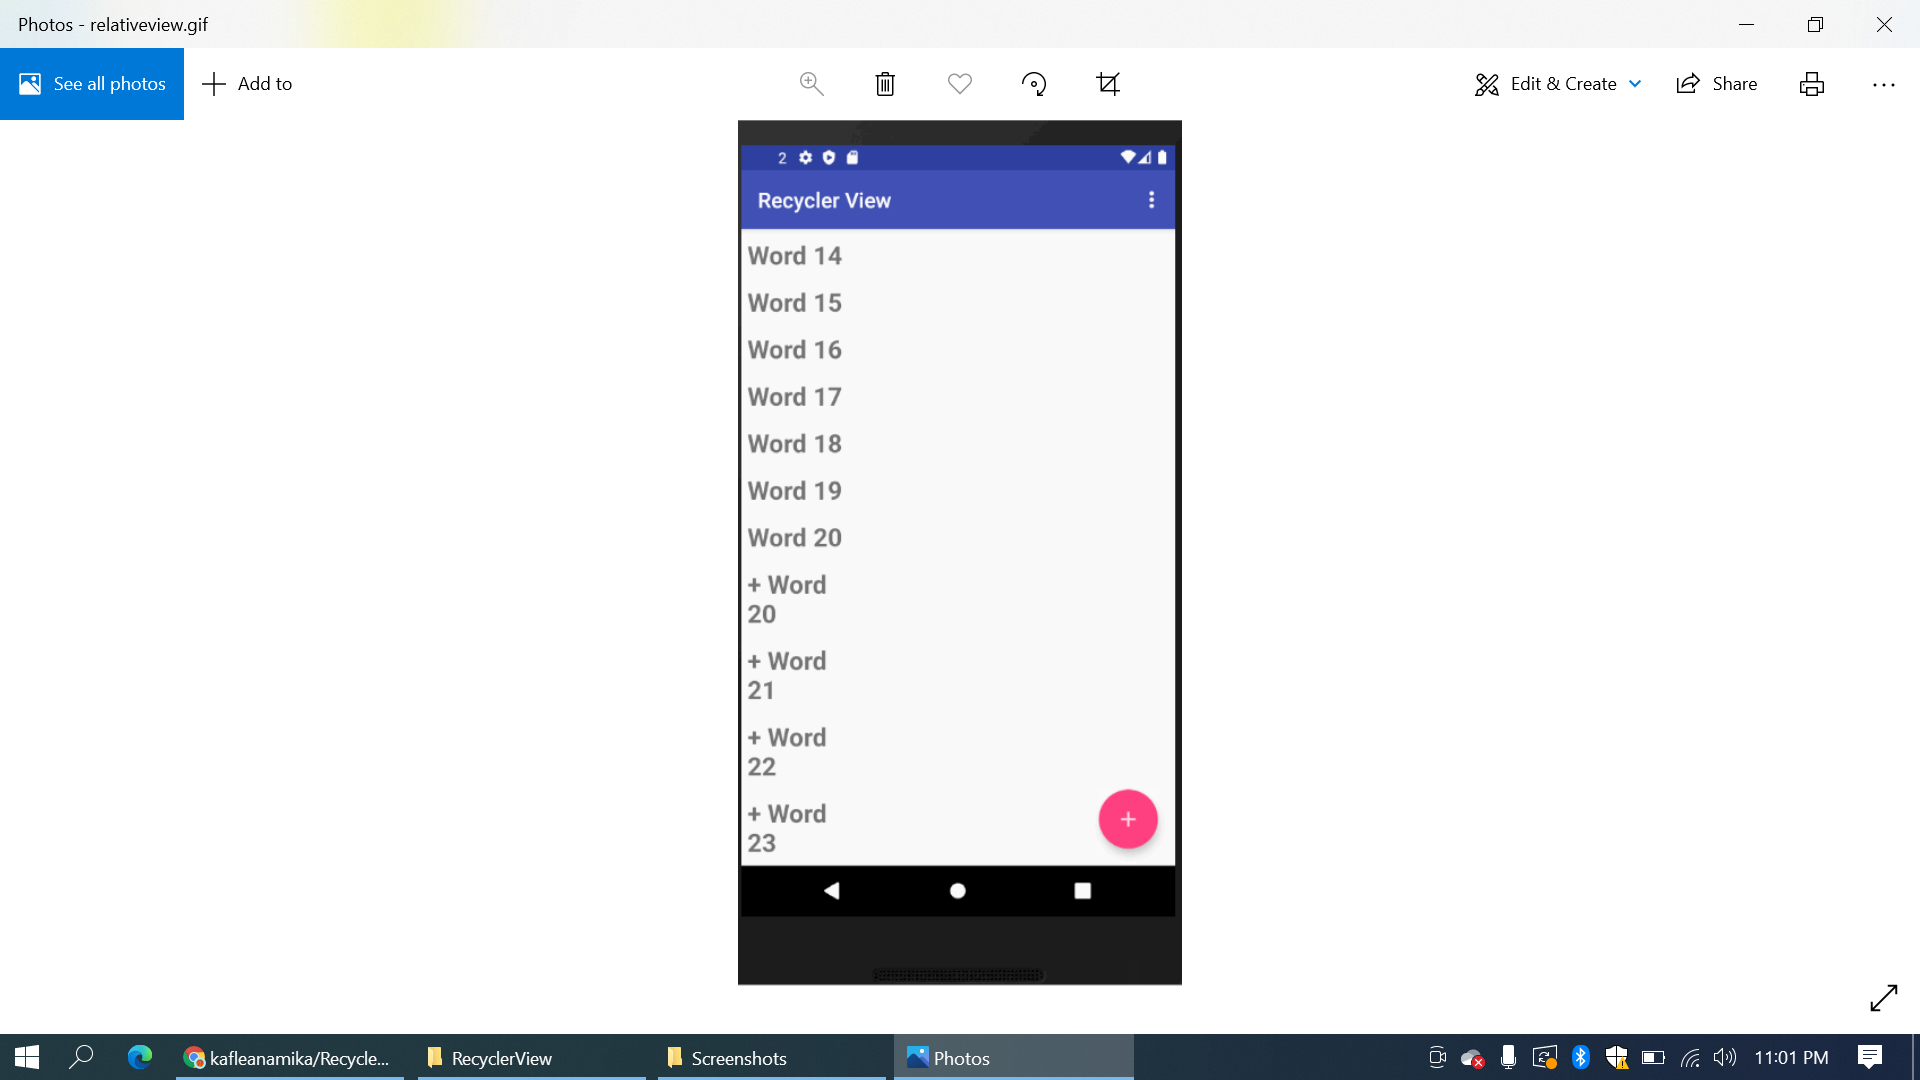 Photos - relativeview.gif
See all photos
Add to
Edit & Create
Share
2
Recycler View
Word 14
Word 15
Word 16
Word 17
Word 18
Word 19
Word 20
+ Word
20
+ Word
21
+ Word
22
+ Word
23
kafleanamika/Recycle...
RecyclerView
Screenshots
Photos
11:01 PM